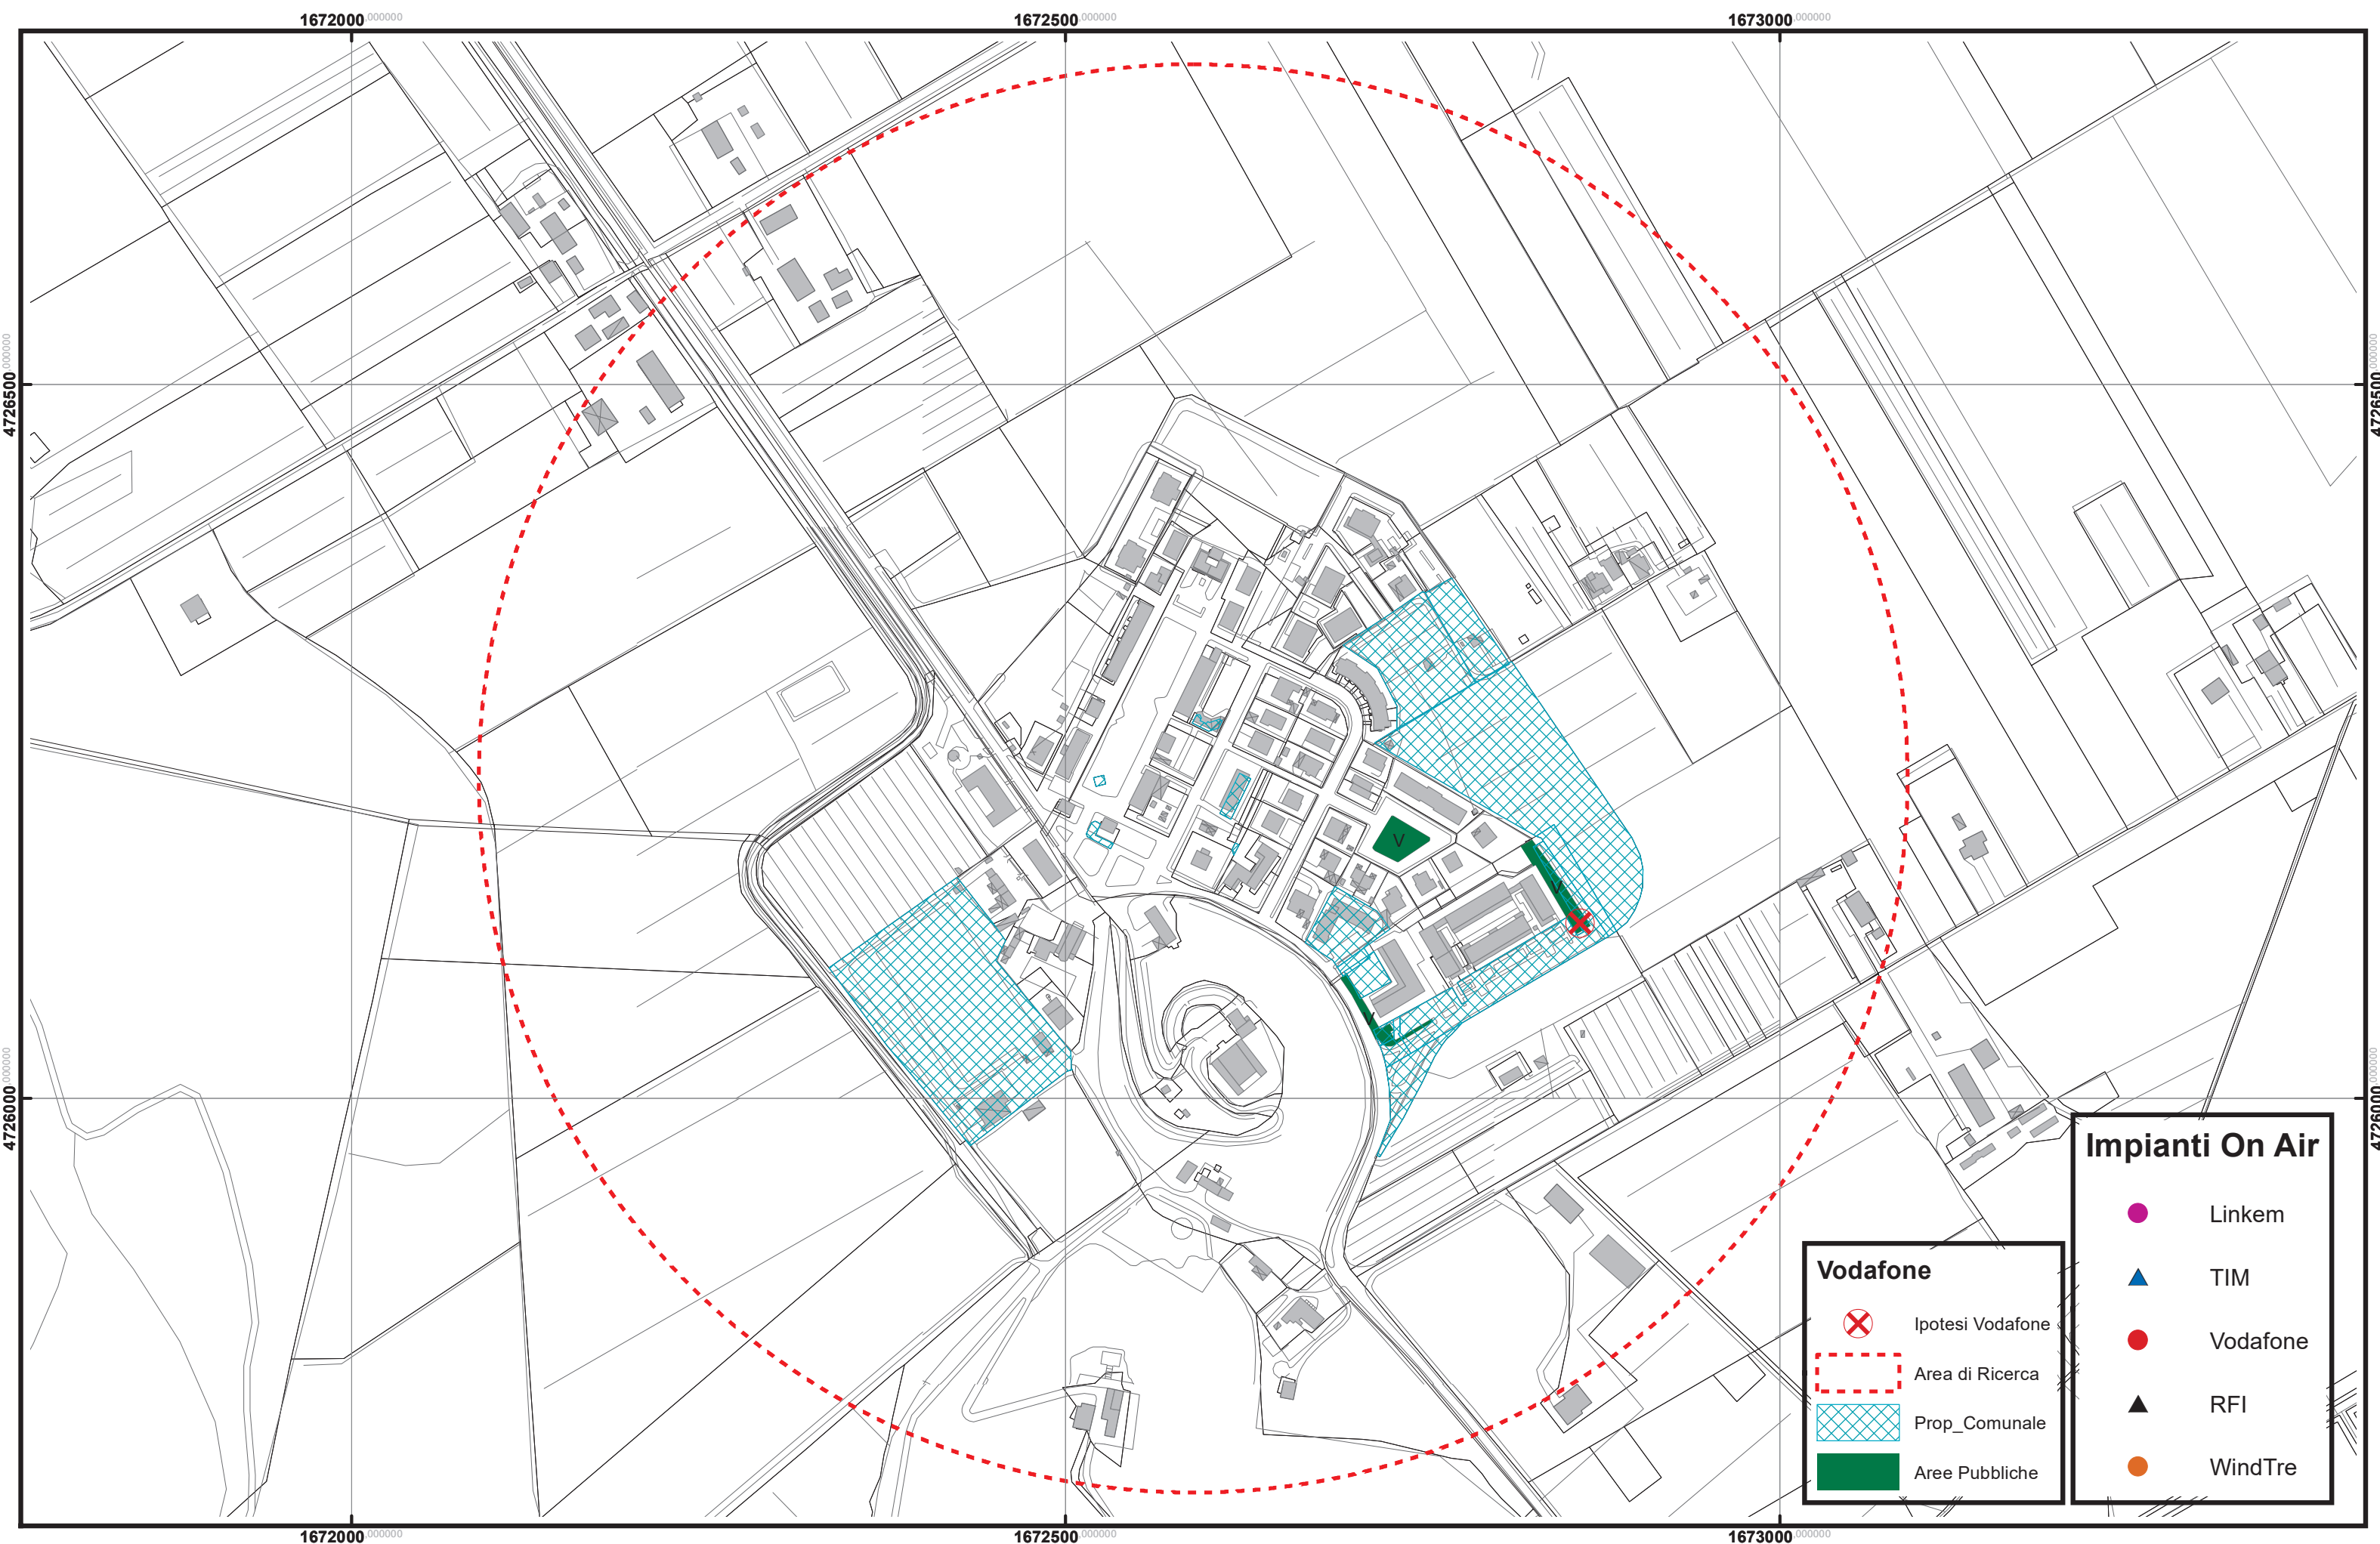 1672000,000000
1672500,000000
1673000,000000
4726500,000000
4726500,000000
V
V
V
4726000,000000
4726000,000000
Impianti On Air
Linkem
TIM
Vodafone
RFI
WindTre
Vodafone
Ipotesi Vodafone
Area di Ricerca
Prop_Comunale
Aree Pubbliche
1672000,000000
1672500,000000
1673000,000000